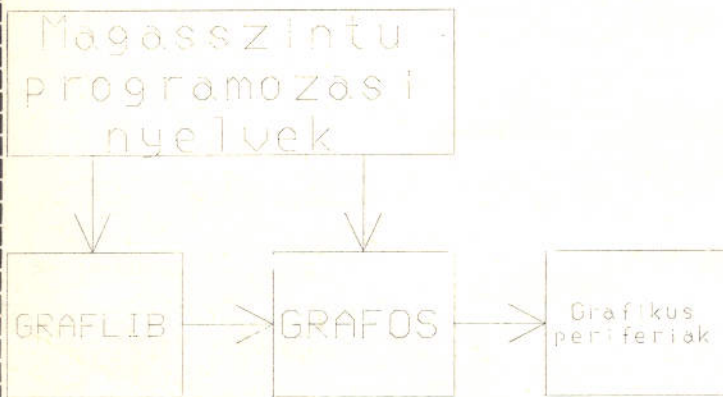 Magasszintu
programozasi
nyelvek
GRAFLIB
GRAFOS
Grafikus
periferiak